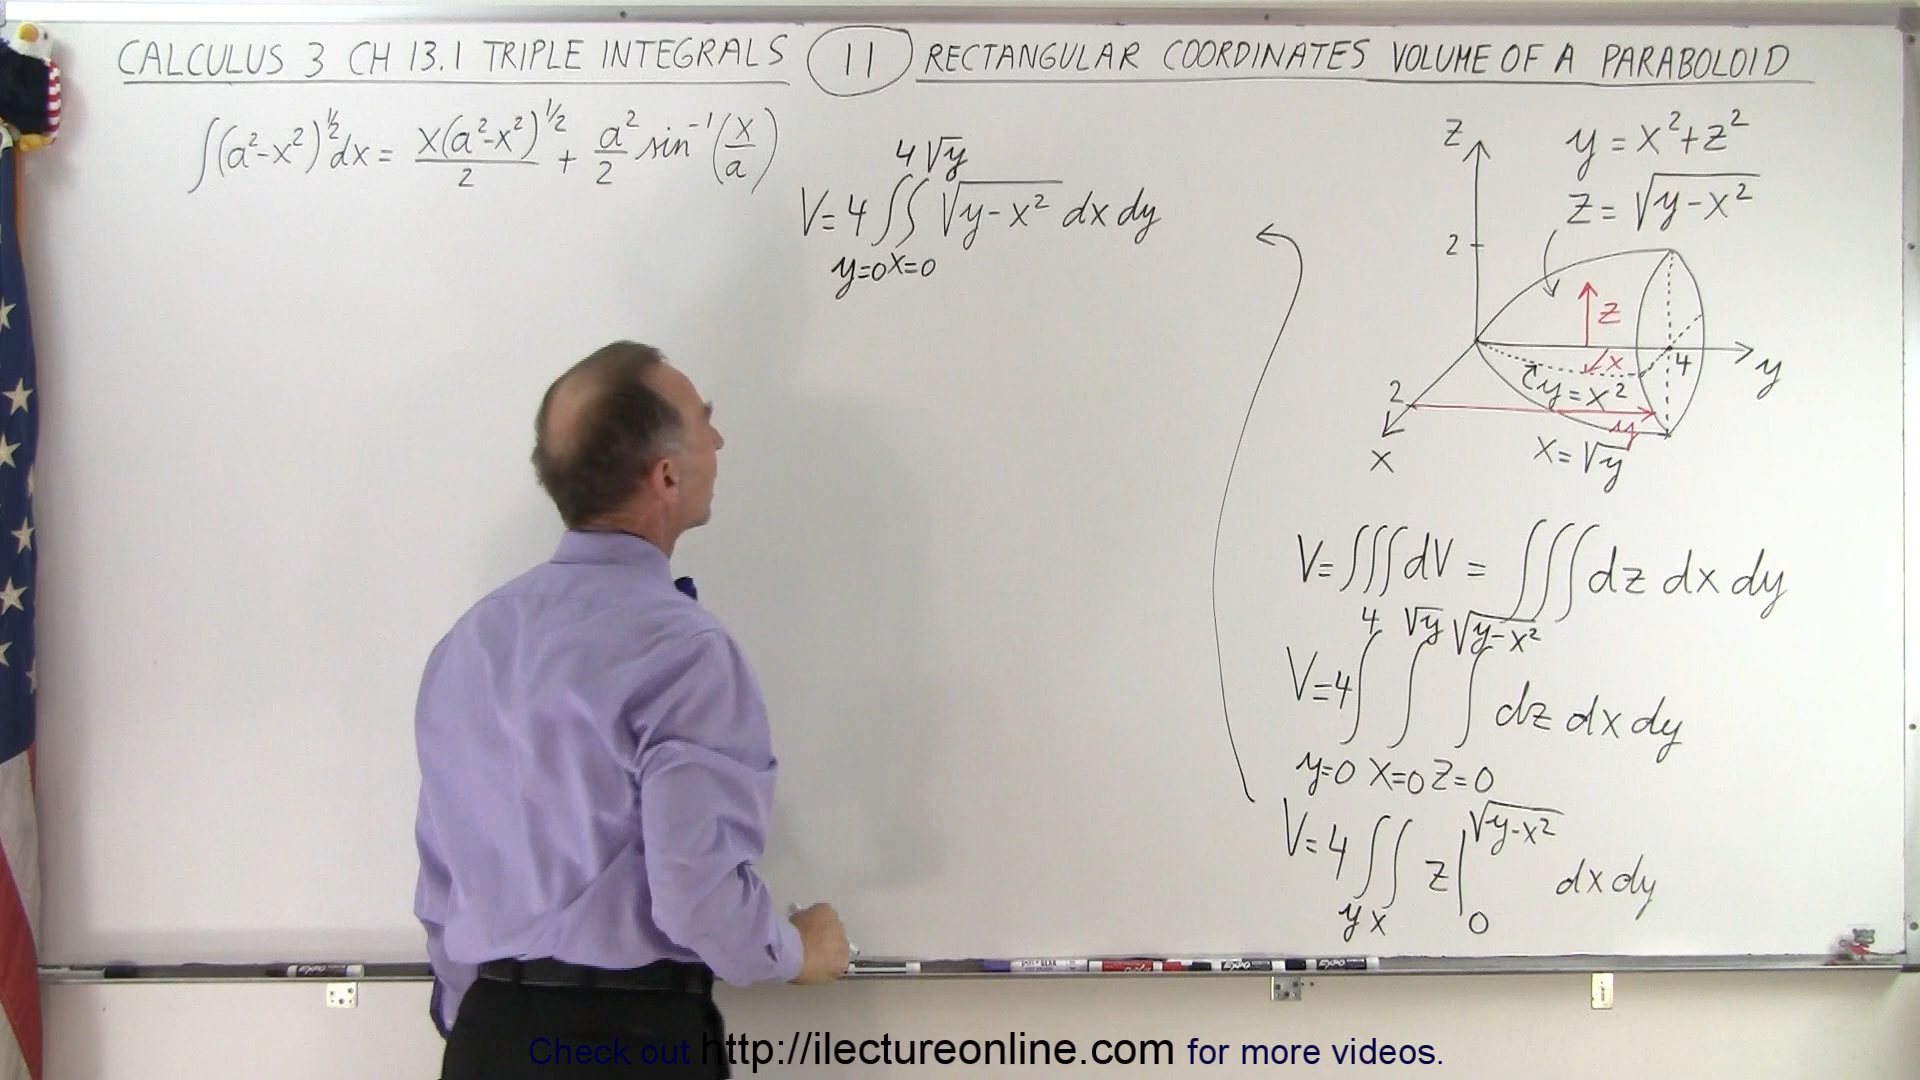 CALCULUS 3 CH 13.1 TRIPLE INTEGRALS 11 RECTANGULAR COORDINATES VOLUME OF A PARABOLOID
∫(a²-x²)^½dx = x(a²-x²)^½/2 + a²/2 sin⁻¹(x/a)
4 √y
V=4 ∫∫ √(y-x²) dx dy
y=0 x=0
y = x²+z²
z = √(y-x²)
z
2
z
x
4
y
y=x²
2
y
x
x=√y
V=∫∫∫dV = ∫∫∫dz dx dy
4 √y √(y-x²)
V=4∫ ∫ ∫ dz dx dy
y=0 x=0 z=0
V=4∫∫ z|₀^√(y-x²) dx dy
y x
Check out http://ilectureonline.com for more videos.